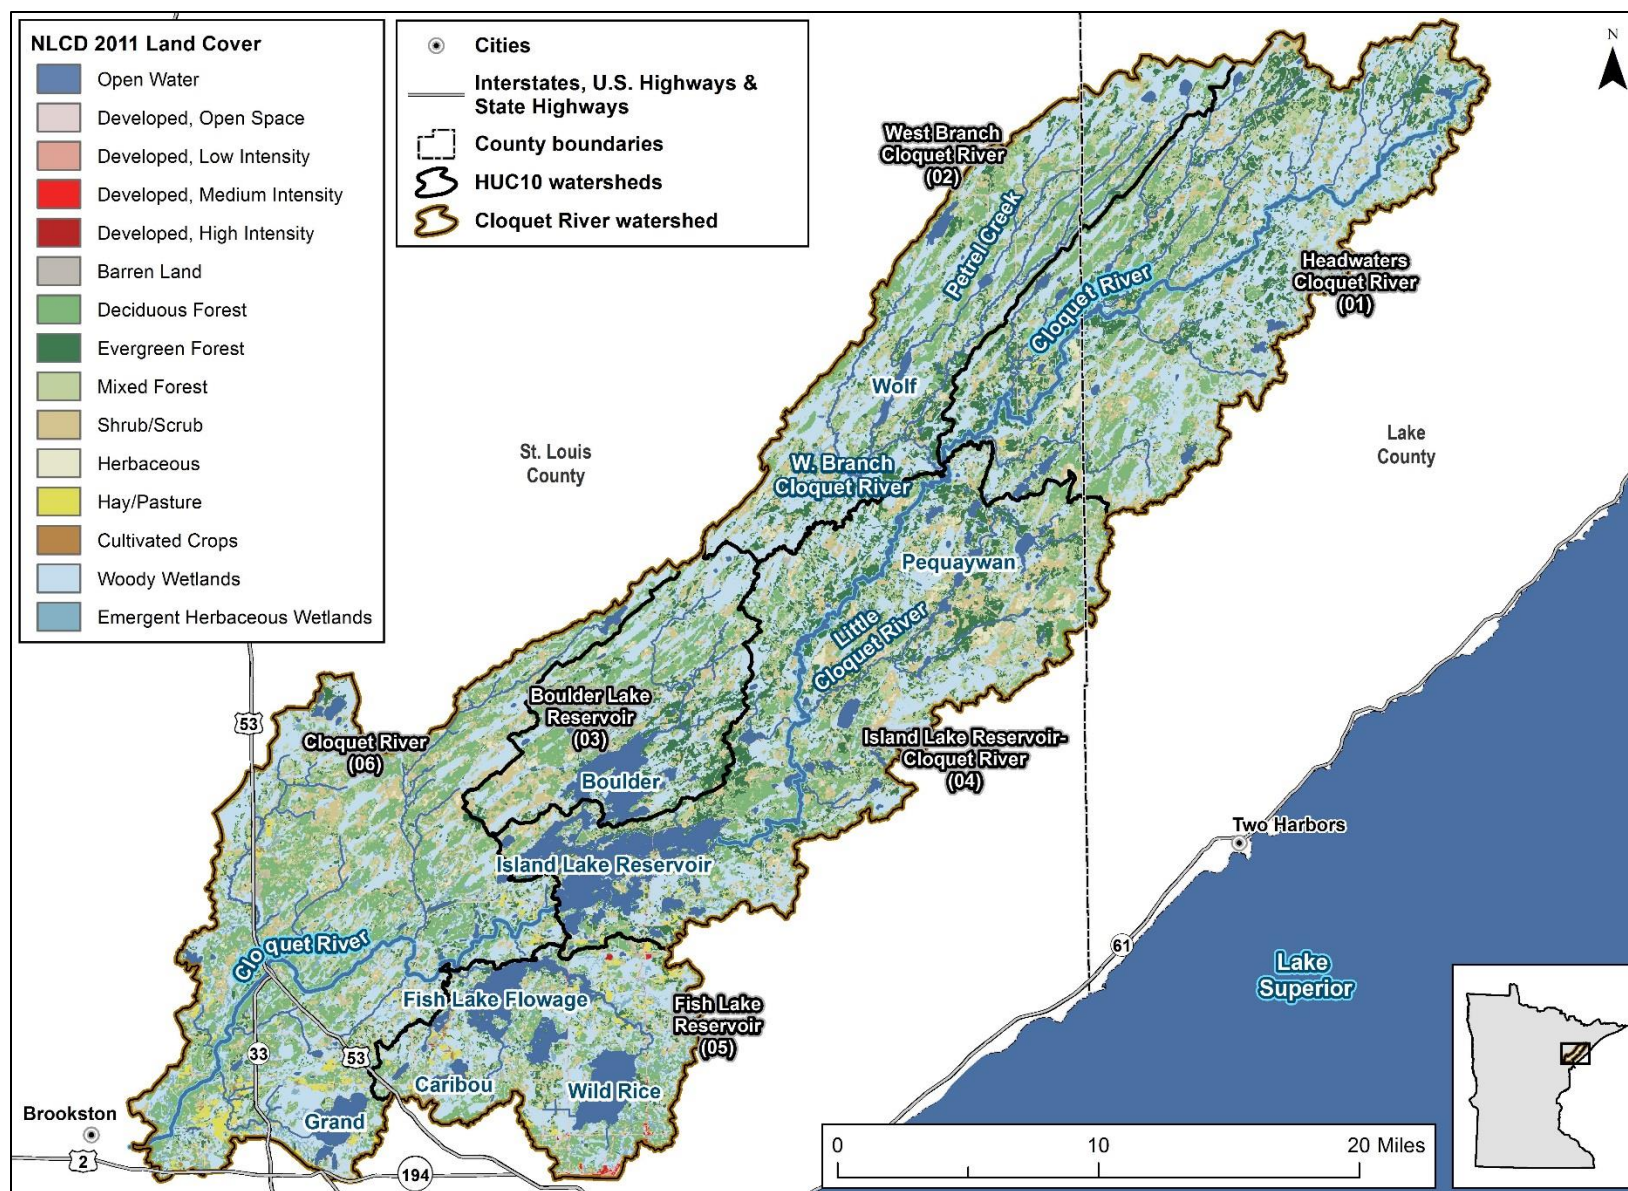 NLCD 2011 Land Cover
Open Water
Developed, Open Space
Developed, Low Intensity
Developed, Medium Intensity
Developed, High Intensity
Barren Land
Deciduous Forest
Evergreen Forest
Mixed Forest
Shrub/Scrub
Herbaceous
Hay/Pasture
Cultivated Crops
Woody Wetlands
Emergent Herbaceous Wetlands
Cities
Interstates, U.S. Highways &
State Highways
County boundaries
HUC10 watersheds
Cloquet River watershed
N
West Branch
Cloquet River
(02)
Petrel Creek
Headwaters
Cloquet River
(01)
Cloquet River
Wolf
St. Louis
County
Lake
County
W. Branch
Cloquet River
Pequaywan
Little
Cloquet River
Boulder Lake
Reservoir
(03)
53
Cloquet River
(06)
Island Lake Reservoir-
Cloquet River
(04)
Boulder
Two Harbors
Island Lake Reservoir
Cloquet River
61
Lake
Superior
Fish Lake Flowage
Fish Lake
Reservoir
(05)
33
53
Caribou
Wild Rice
Grand
Brookston
2
194
0
10
20 Miles